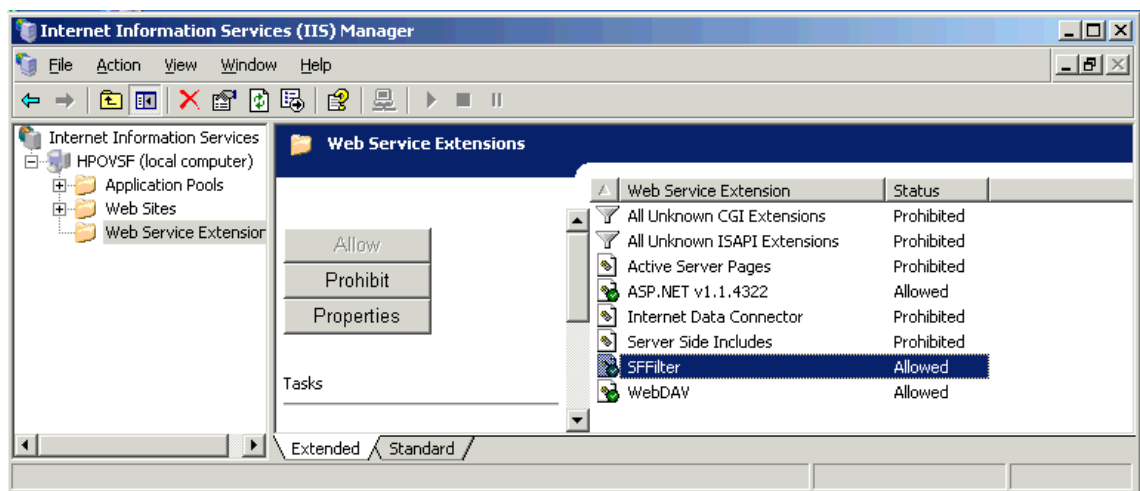 Internet Information Services (IIS) Manager
File Action View Window Help
Internet Information Services
HPOVSF (local computer)
Application Pools
Web Sites
Web Service Extension
Web Service Extensions
Allow
Prohibit
Properties
Tasks
Web Service Extension Status
All Unknown CGI Extensions Prohibited
All Unknown ISAPI Extensions Prohibited
Active Server Pages Prohibited
ASP.NET v1.1.4322 Allowed
Internet Data Connector Prohibited
Server Side Includes Prohibited
SFFilter Allowed
WebDAV Allowed
Extended Standard